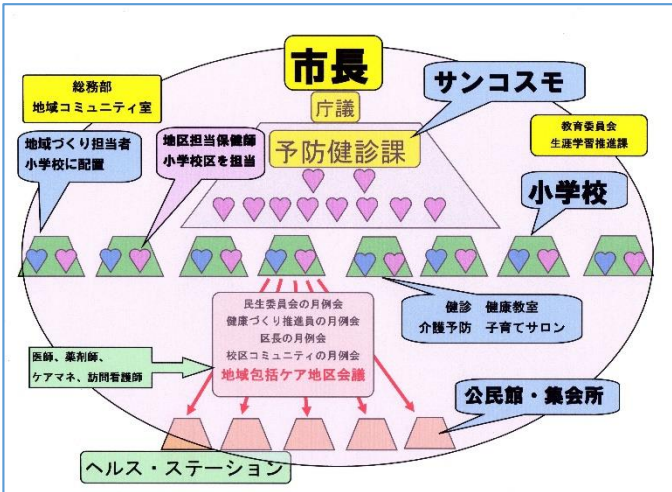 市長
サンコスモ
総務部
地域コミュニティ室
庁議
教育委員会
生涯学習推進課
地域づくり担当者
小学校に配置
地区担当保健師
小学校区を担当
予防健診課
小学校
民生委員会の月例会
健康づくり推進員の月例会
区長の月例会
校区コミュニティの月例会
地域包括ケア地区会議
健診 健康教室
介護予防 子育てサロン
医師、薬剤師、
ケアマネ、訪問看護師
公民館・集会所
ヘルス・ステーション